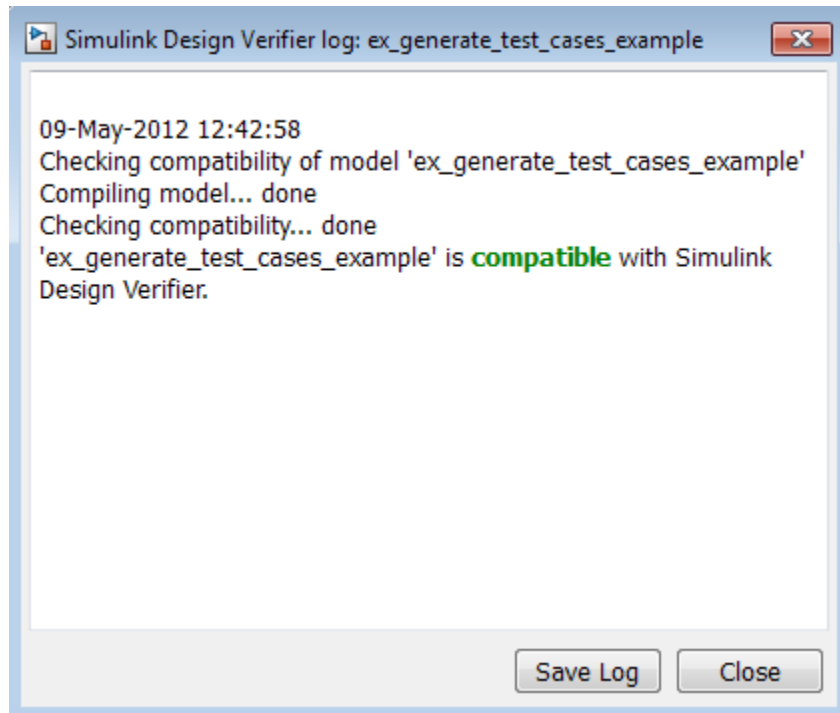 Simulink Design Verifier log: ex_generate_test_cases_example
09-May-2012 12:42:58
Checking compatibility of model 'ex_generate_test_cases_example'
Compiling model... done
Checking compatibility... done
'ex_generate_test_cases_example' is compatible with Simulink
Design Verifier.
Save Log Close